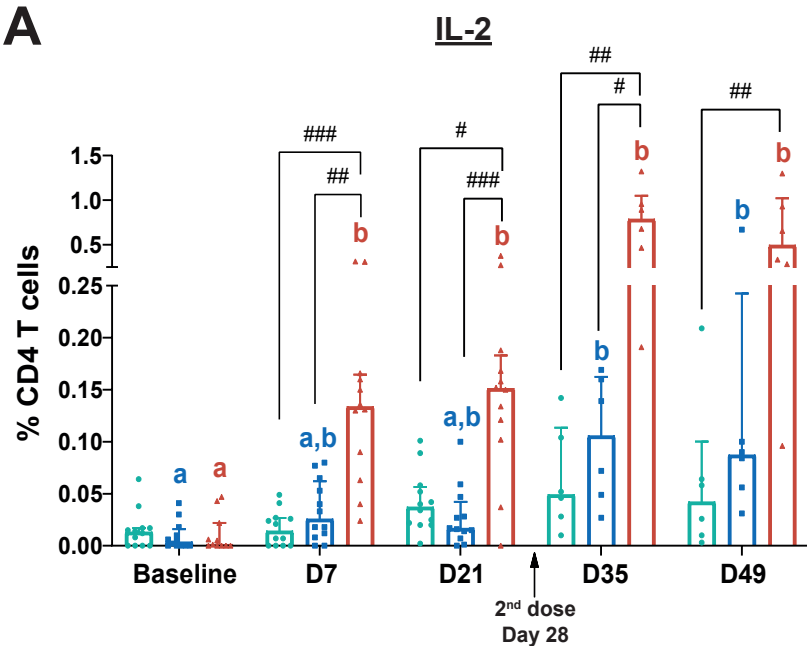 A
IL-2
% CD4 T cells
##
#
##
###
#
##
###
1.5
1.0
0.5
0.25
0.20
0.15
0.10
0.05
0.00
b
b
b
b
b
b
a,b
a,b
a
a
Baseline
D7
D21
D35
D49
2nd dose
Day 28